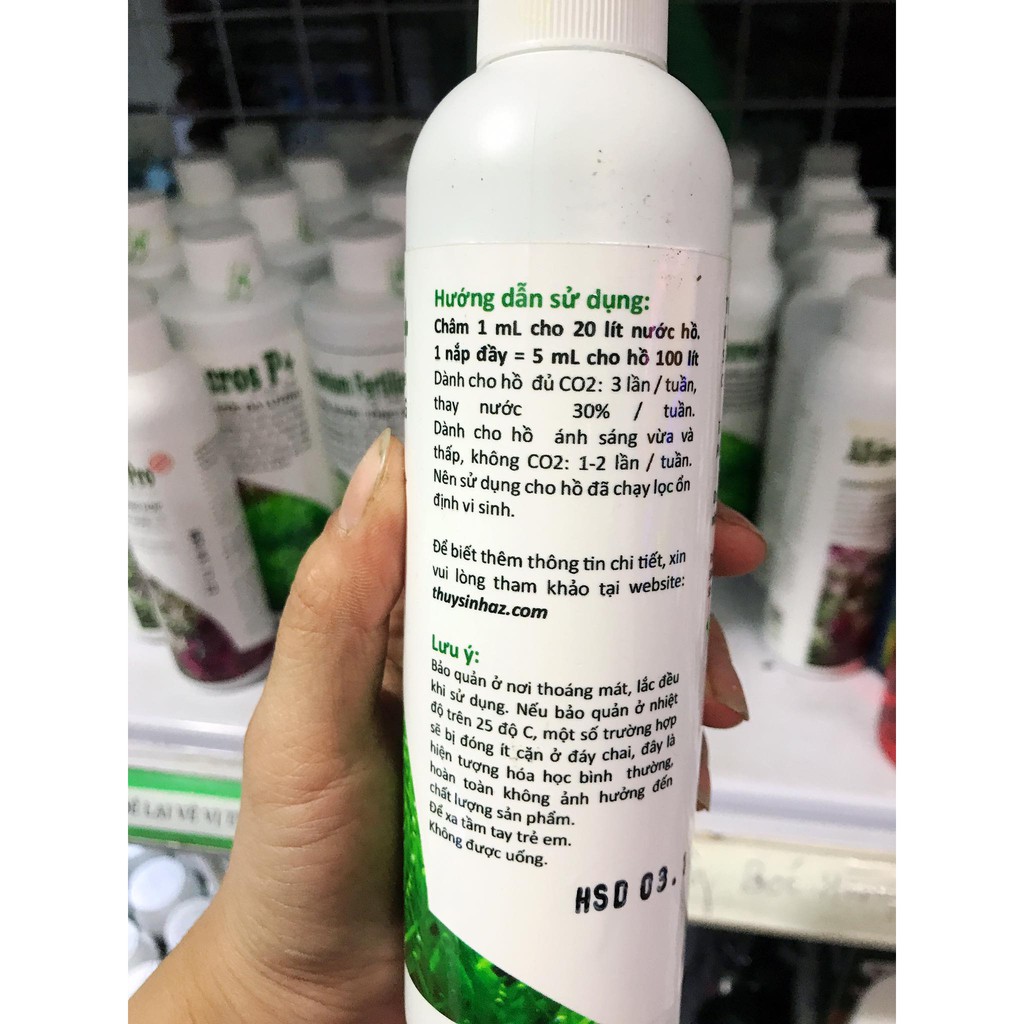 Hướng dẫn sử dụng:
Châm 1 mL cho 20 lít nước hồ.
1 nắp đầy = 5 mL cho hồ 100 lít
Dành cho hồ đủ CO2: 3 lần / tuần,
thay nước 30% / tuần.
Dành cho hồ ánh sáng vừa và
thấp, không CO2: 1-2 lần / tuần.
Nên sử dụng cho hồ đã chạy lọc ổn
định vi sinh.
Để biết thêm thông tin chi tiết, xin
vui lòng tham khảo tại website:
thuysinhaz.com
Lưu ý:
Bảo quản ở nơi thoáng mát, lắc đều
khi sử dụng. Nếu bảo quản ở nhiệt
độ trên 25 độ C, một số trường hợp
sẽ bị đóng ít cặn ở đáy chai, đây là
hiện tượng hóa học bình thường,
hoàn toàn không ảnh hưởng đến
chất lượng sản phẩm.
Để xa tầm tay trẻ em.
Không được uống.
HSD 03.